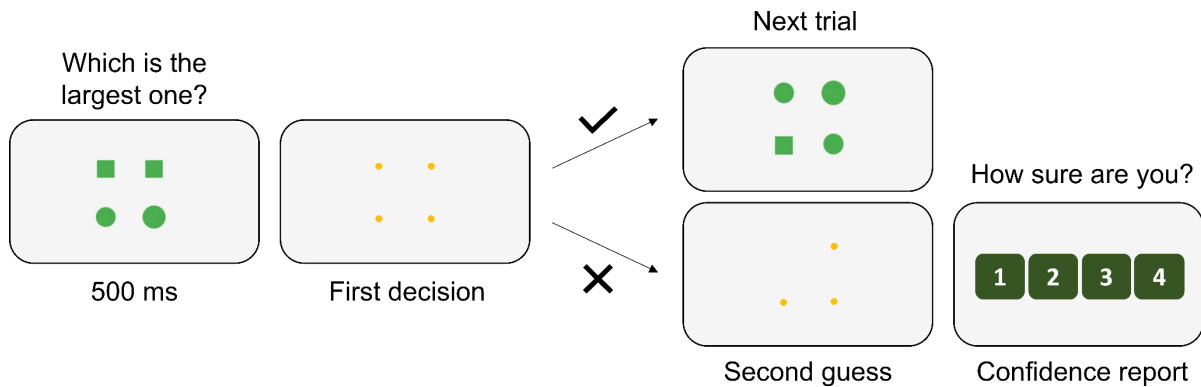 Which is the
largest one?
500 ms
First decision
Next trial
Second guess
How sure are you?
1 2 3 4
Confidence report